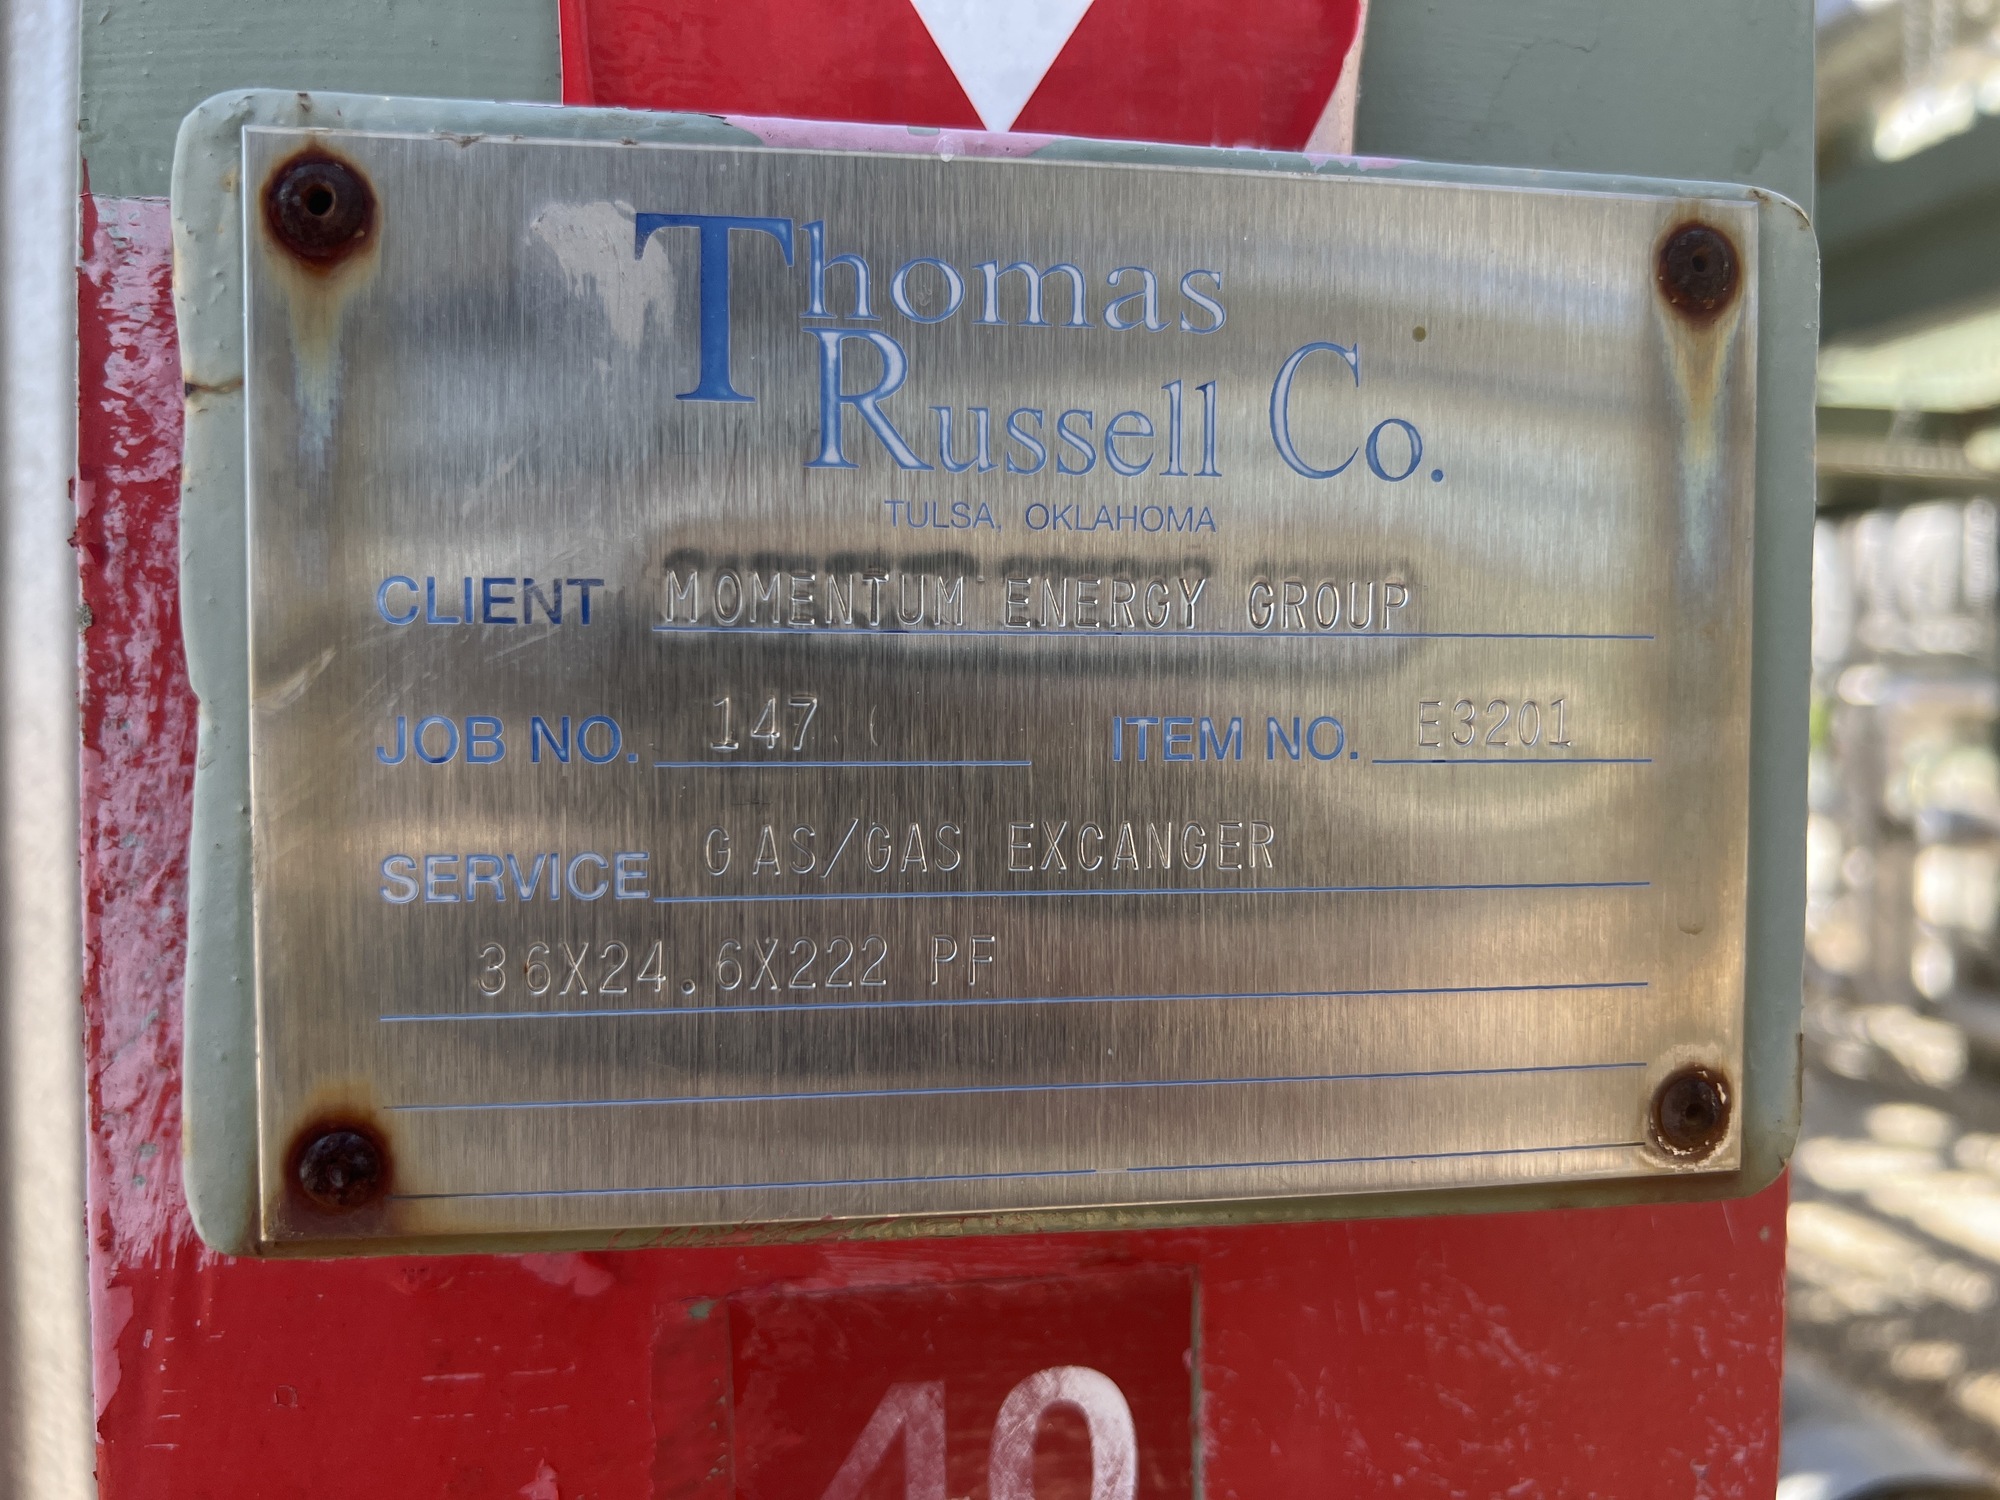 Thomas
Russell Co.
TULSA, OKLAHOMA
CLIENT MOMENTUM ENERGY GROUP
JOB NO. 147 ITEM NO. E3201
SERVICE GAS/GAS EXCANGER
36X24.6X222 PF
40